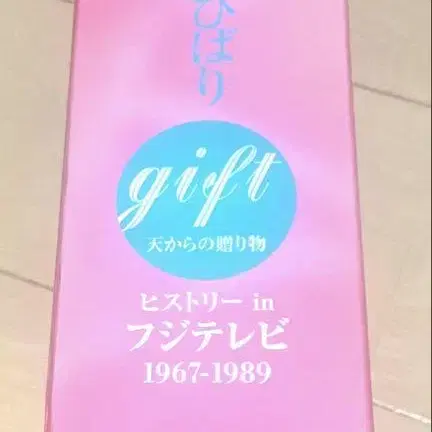 ひばり
gift
天からの贈り物
ヒストリー in
フジテレビ
1967-1989